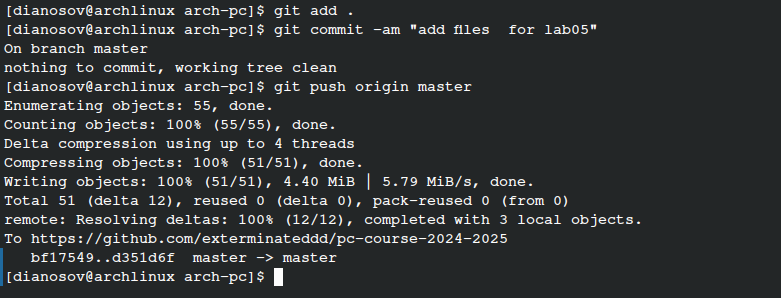 [dianosov@archlinux arch-pc]$ git add .
[dianosov@archlinux arch-pc]$ git commit -am "add files  for lab05"
On branch master
nothing to commit, working tree clean
[dianosov@archlinux arch-pc]$ git push origin master
Enumerating objects: 55, done.
Counting objects: 100% (55/55), done.
Delta compression using up to 4 threads
Compressing objects: 100% (51/51), done.
Writing objects: 100% (51/51), 4.40 MiB | 5.79 MiB/s, done.
Total 51 (delta 12), reused 0 (delta 0), pack-reused 0 (from 0)
remote: Resolving deltas: 100% (12/12), completed with 3 local objects.
To https://github.com/exterminateddd/pc-course-2024-2025
   bf17549..d351d6f  master -> master
[dianosov@archlinux arch-pc]$